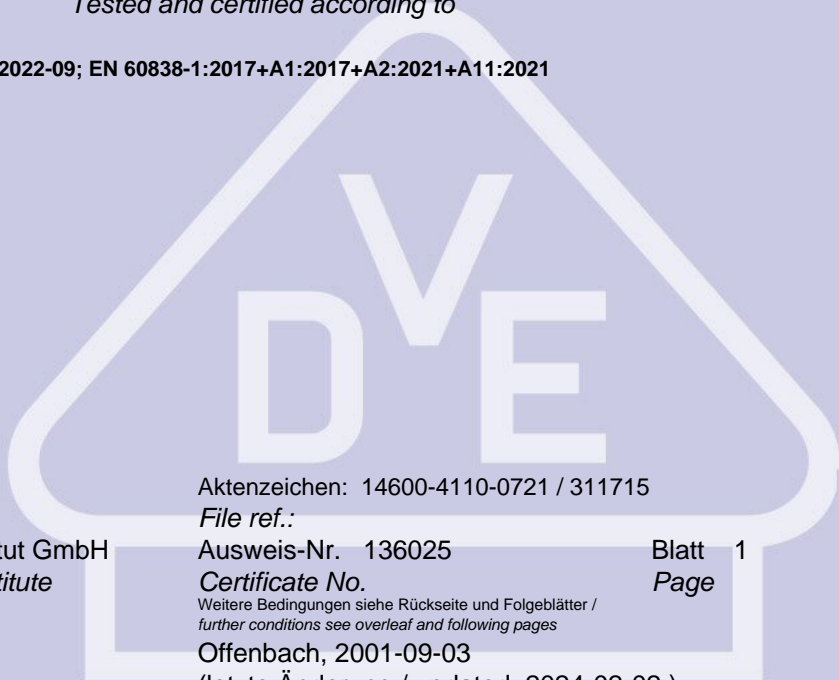 Tested and certified according to
2022-09; EN 60838-1:2017+A1:2017+A2:2021+A11:2021
DVE
Aktenzeichen: 14600-4110-0721 / 311715
File ref.:
tut GmbH Ausweis-Nr. 136025 Blatt 1
titute Certificate No. Page
Weitere Bedingungen siehe Rückseite und Folgeblätter /
further conditions see overleaf and following pages
Offenbach, 2001-09-03